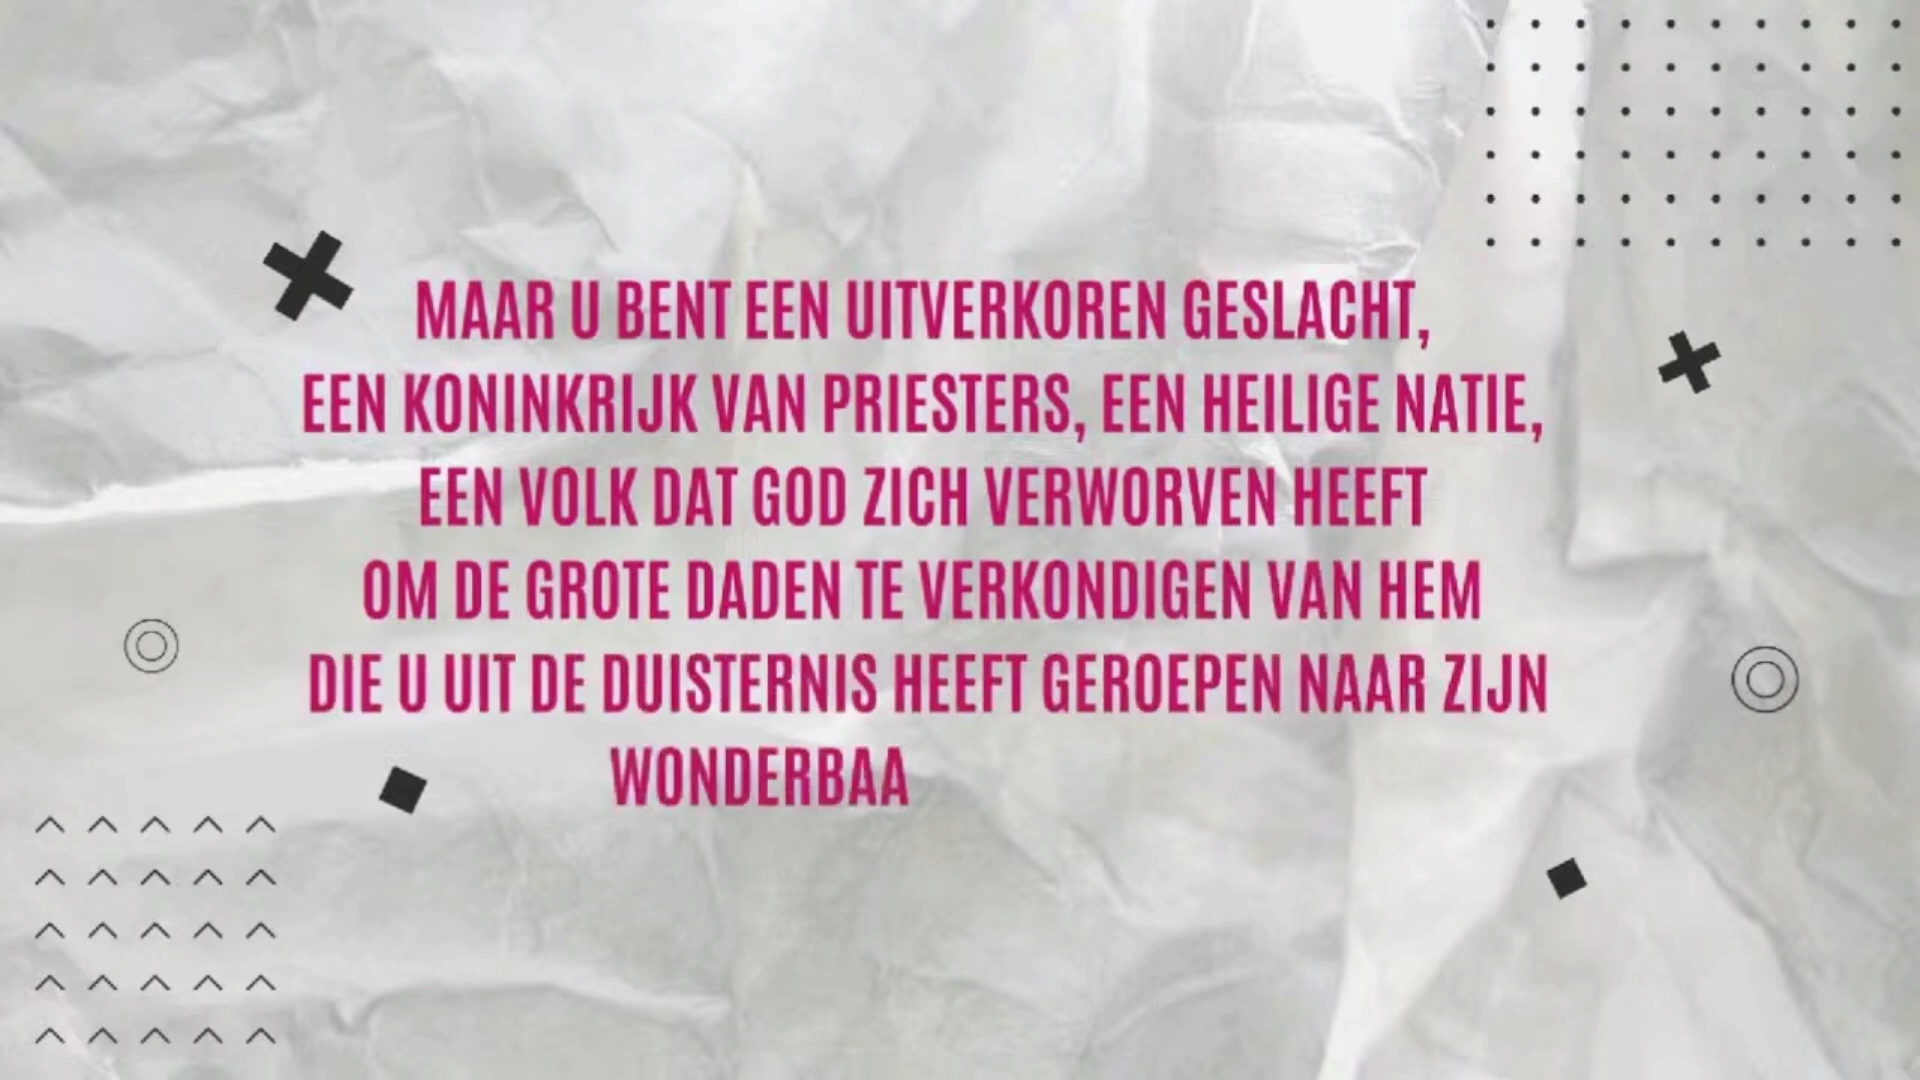 MAAR U BENT EEN UITVERKOREN GESLACHT,
EEN KONINKRIJK VAN PRIESTERS, EEN HEILIGE NATIE,
EEN VOLK DAT GOD ZICH VERWORVEN HEEFT
OM DE GROTE DADEN TE VERKONDIGEN VAN HEM
DIE U UIT DE DUISTERNIS HEEFT GEROEPEN NAAR ZIJN
WONDERBAA